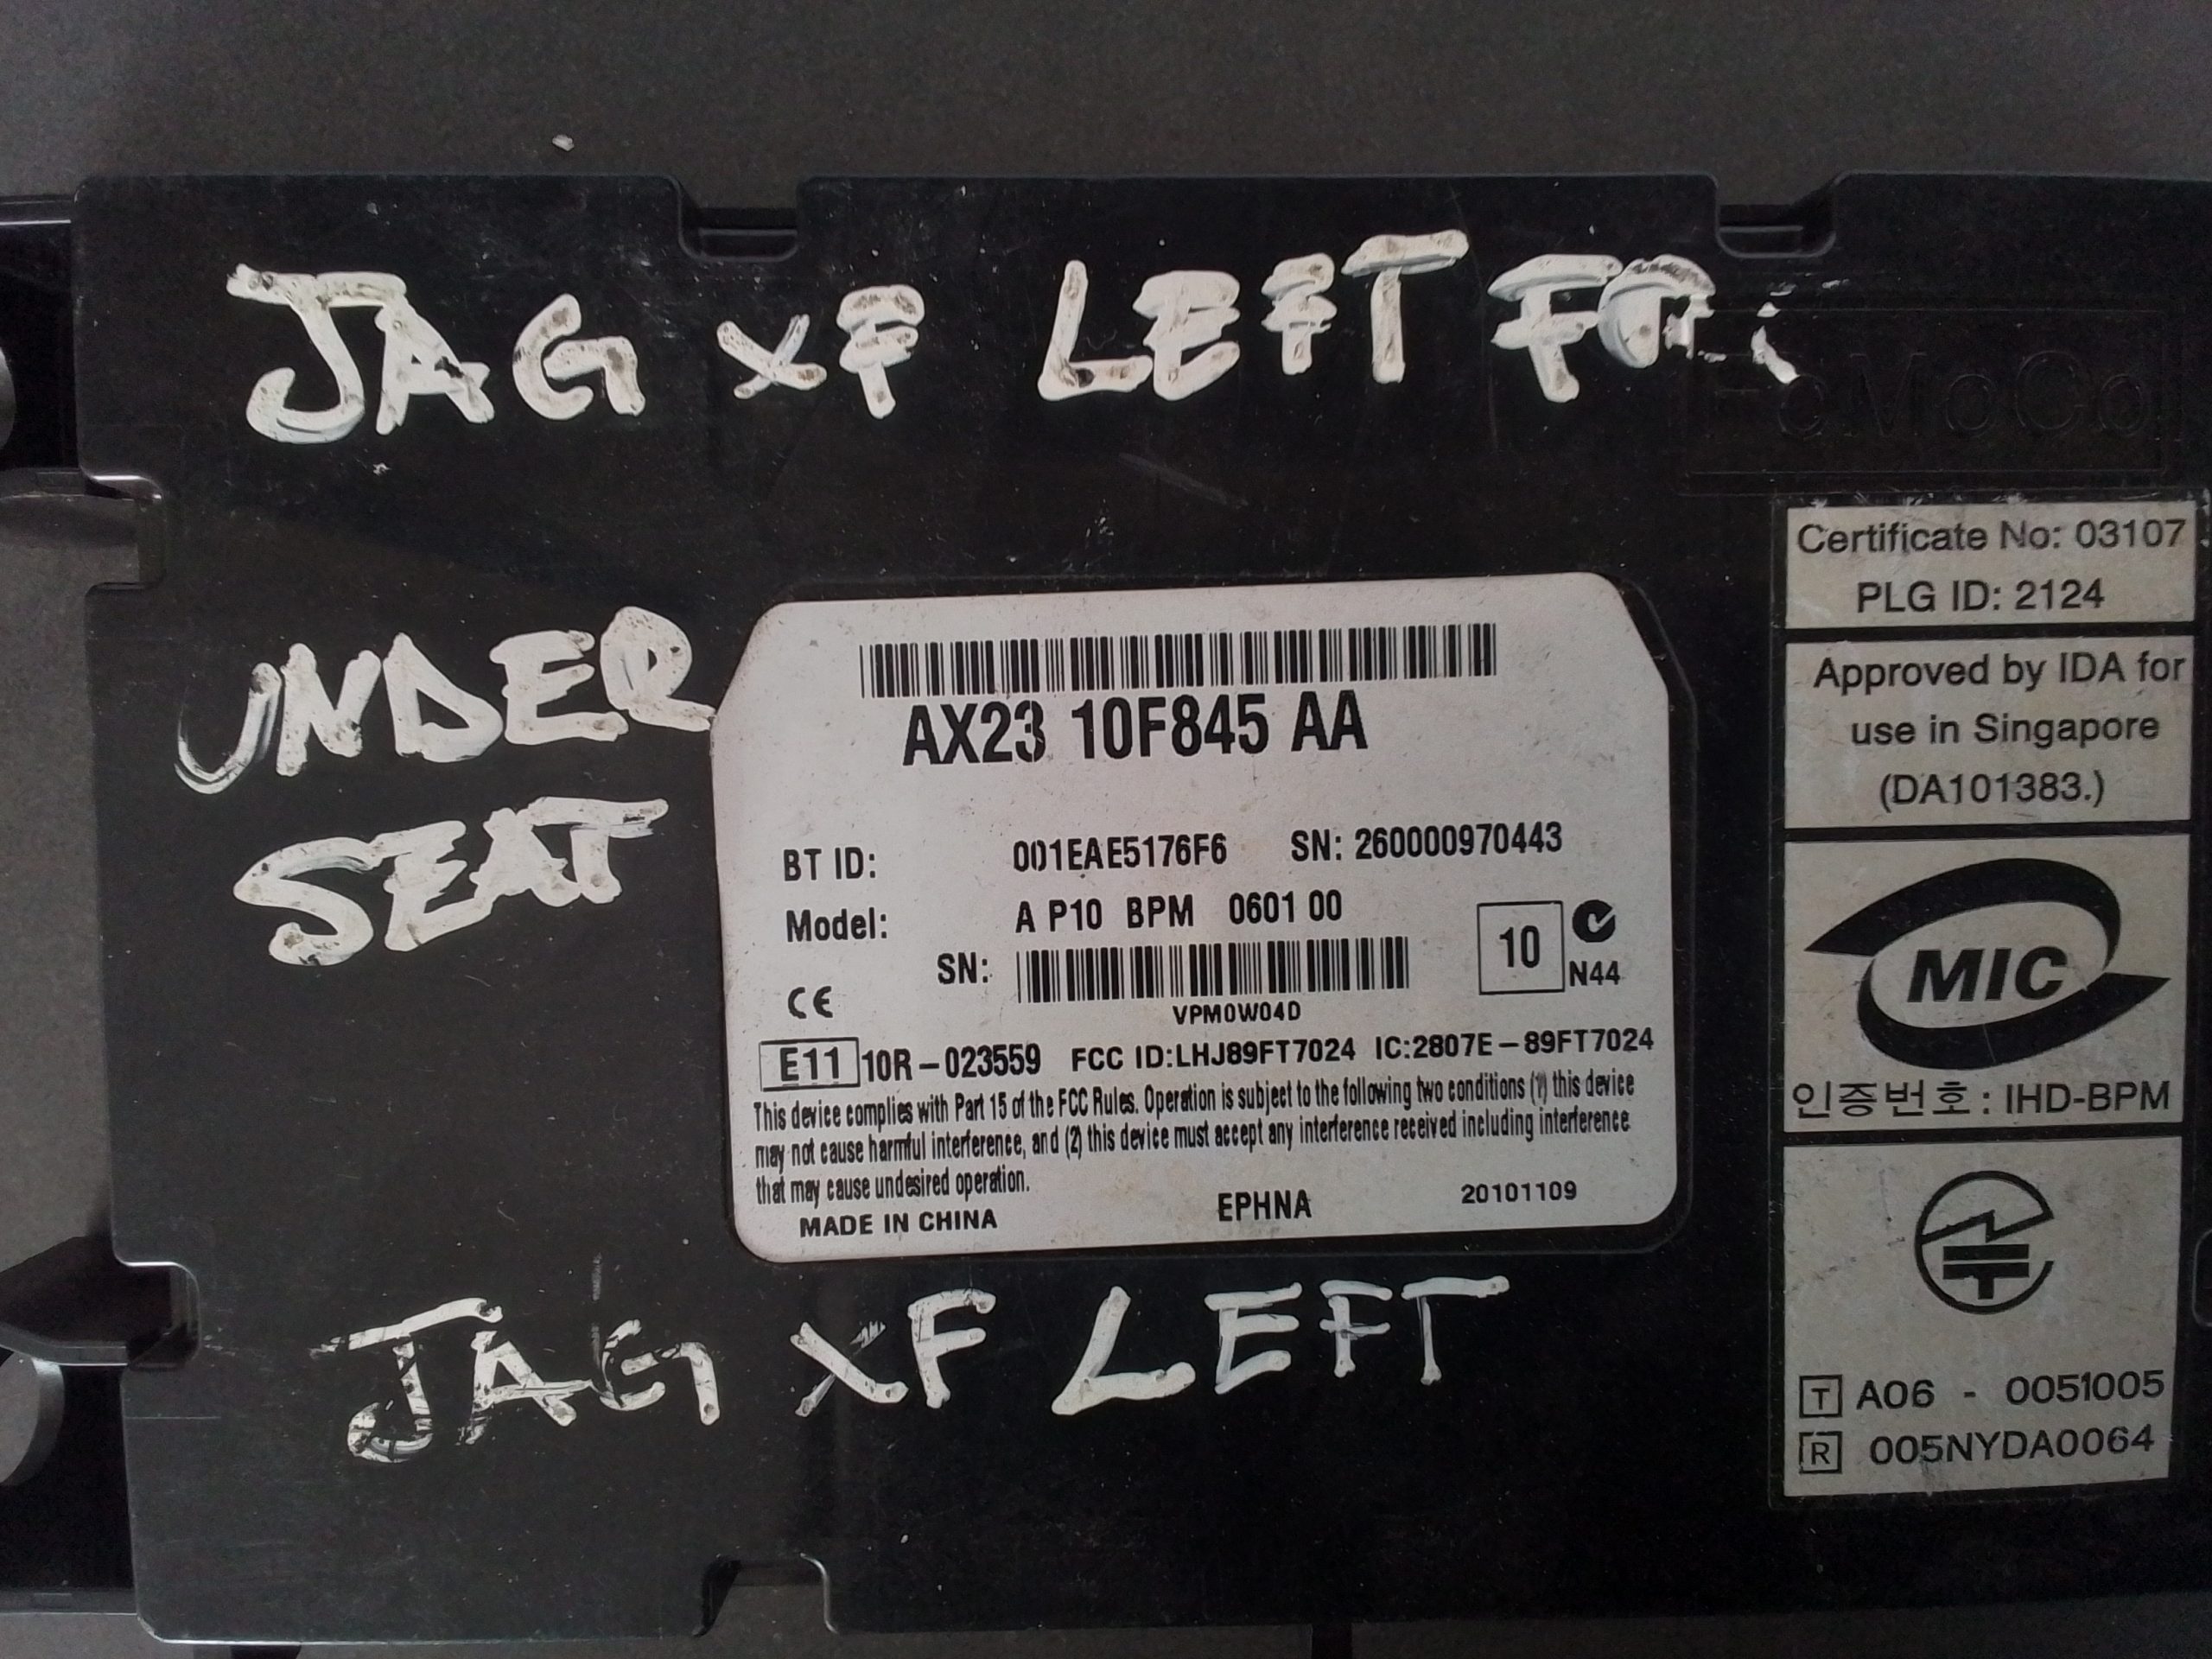 JAG XF LEFT
FoMoCo
Certificate No: 03107
PLG ID: 2124
UNDER
SEAT
AX23 10F845 AA
Approved by IDA for
use in Singapore
(DA101383.)
BT ID: 001EAE5176F6 SN: 260000970443
Model: A P10 BPM 0601 00
SN:
VPM0W04D
10
N44
CE
E11 10R-023559 FCC ID:LHJ89FT7024 IC:2807E-89FT7024
This device complies with Part 15 of the FCC Rules. Operation is subject to the following two conditions (1) this device
may not cause harmful interference, and (2) this device must accept any interference received including interference
that may cause undesired operation.
MADE IN CHINA EPHNA 20101109
MIC
인증번호: IHD-BPM
T A06 - 0051005
R 005NYDA0064
JAG XF LEFT